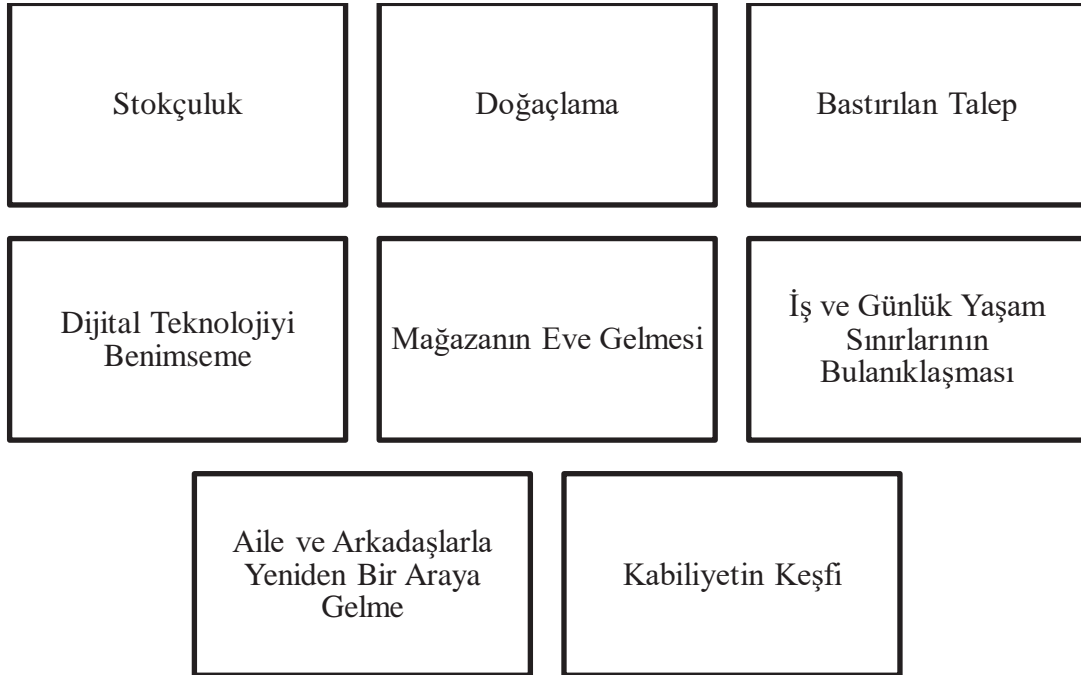 Stokçuluk
Doğaçlama
Bastırılan Talep
Dijital Teknolojiyi
Benimseme
Mağazanın Eve Gelmesi
İş ve Günlük Yaşam
Sınırlarının
Bulanıklaşması
Aile ve Arkadaşlarla
Yeniden Bir Araya
Gelme
Kabiliyetin Keşfi